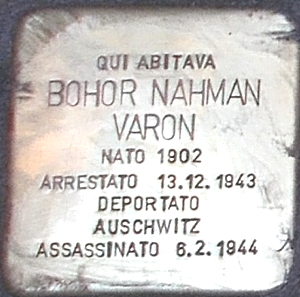 QUI ABITAVA
BOHOR NAHMAN
VARON
NATO 1902
ARRESTATO 13.12.1943
DEPORTATO
AUSCHWITZ
ASSASSINATO 6.2.1944